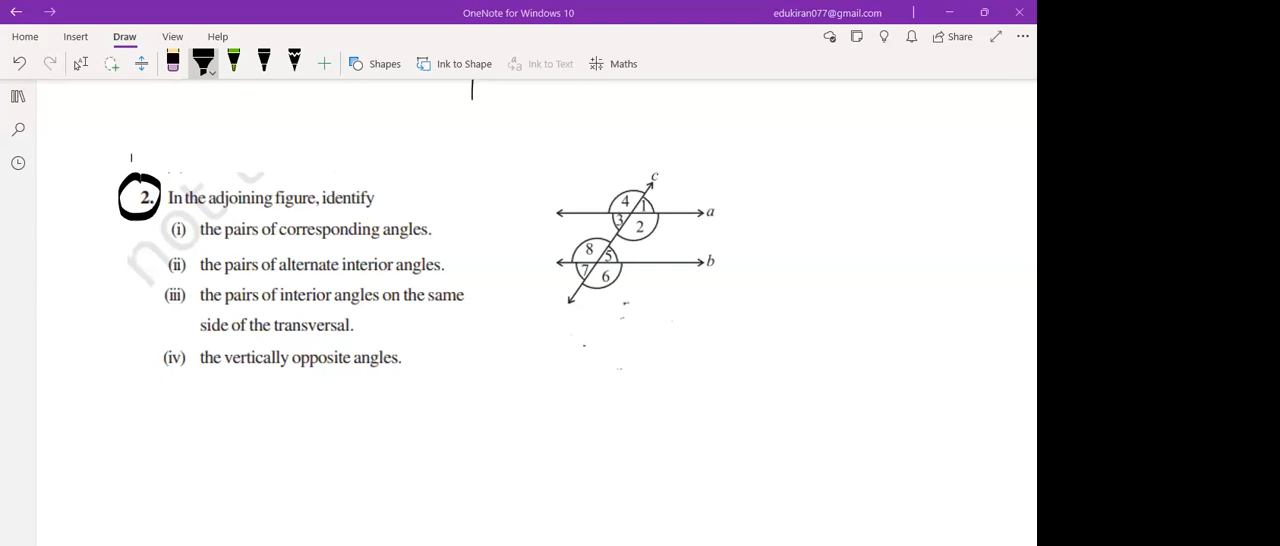 OneNote for Windows 10
edukiran077@gmail.com
Home Insert Draw View Help
Share
Shapes
Ink to Shape
Ink to Text
Maths
not
2. In the adjoining figure, identify
(i) the pairs of corresponding angles.
(ii) the pairs of alternate interior angles.
(iii) the pairs of interior angles on the same
side of the transversal.
(iv) the vertically opposite angles.
c
4 1
a
3 2
8 5
b
7 6